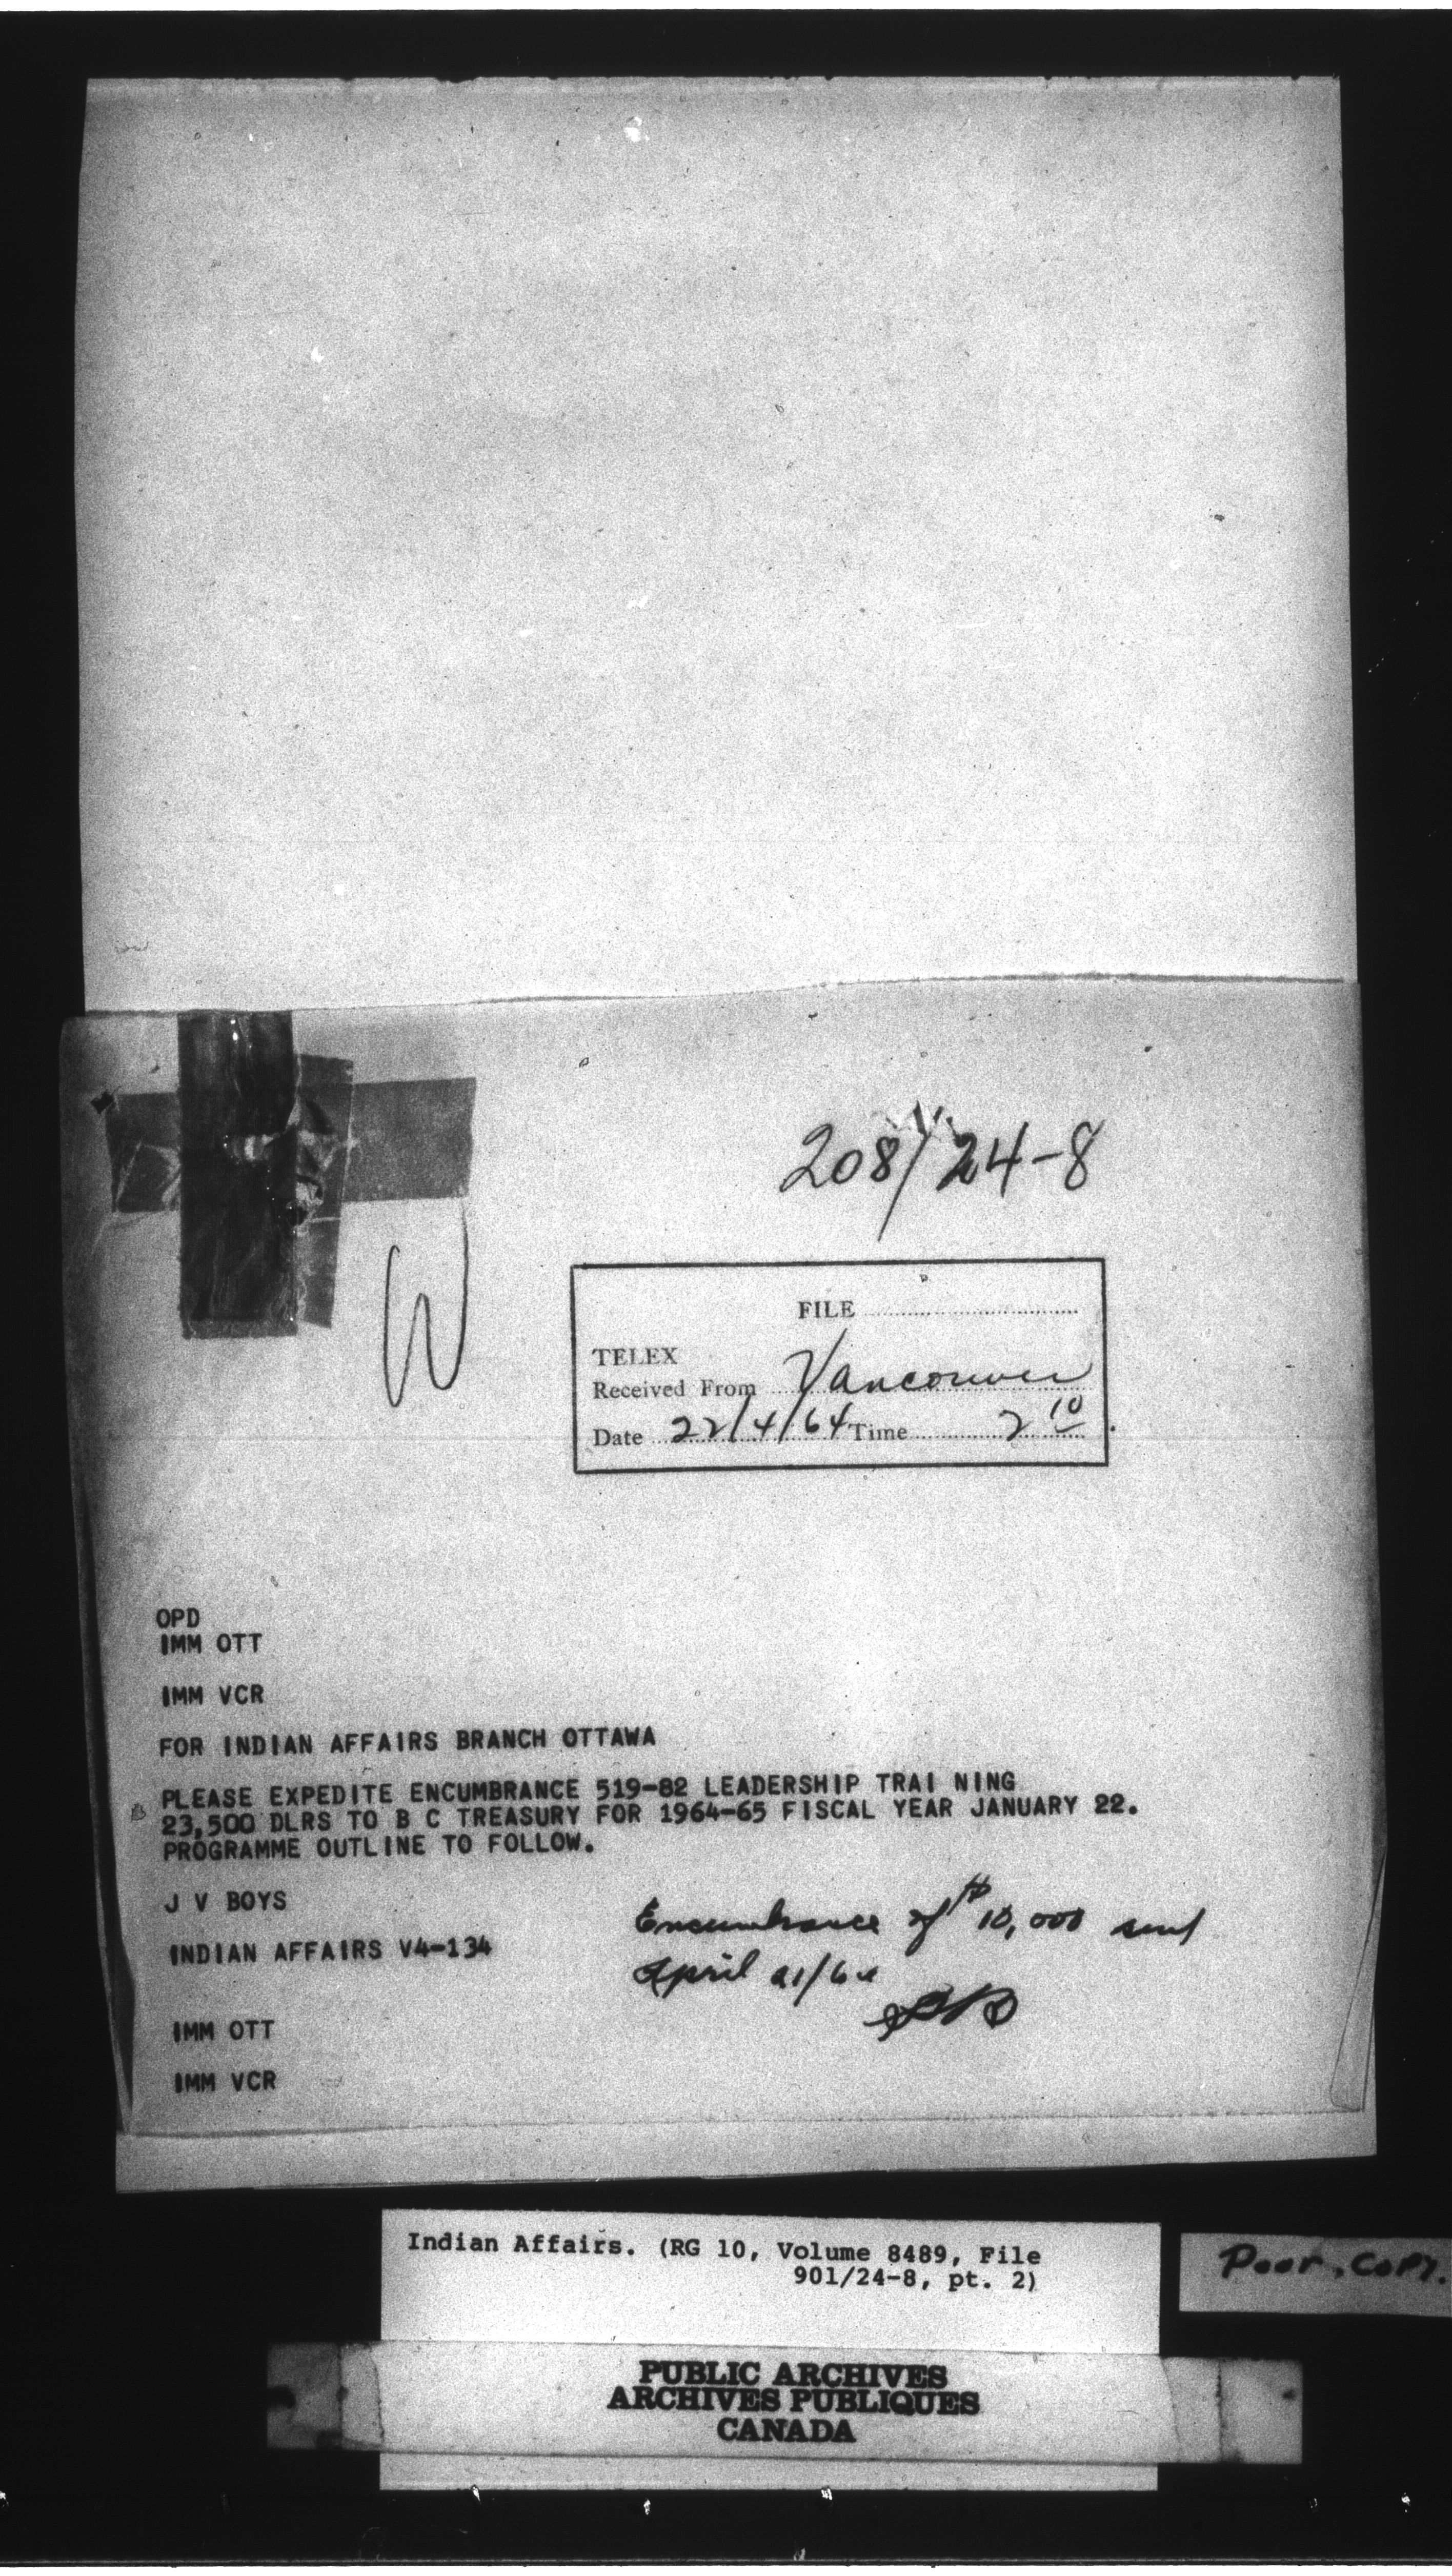 208/24-8
FILE
TELEX
Received From Vancouver
Date 22/4/64 Time 2 10
OPD
IMM OTT
IMM VCR
FOR INDIAN AFFAIRS BRANCH OTTAWA
PLEASE EXPEDITE ENCUMBRANCE 519-82 LEADERSHIP TRAI NING
23,500 DLRS TO B C TREASURY FOR 1964-65 FISCAL YEAR JANUARY 22.
PROGRAMME OUTLINE TO FOLLOW.
J V BOYS
INDIAN AFFAIRS V4-134
Encumbrance of $10,000 sent
April 21/64
IMM OTT
IMM VCR
Indian Affairs. (RG 10, Volume 8489, File
901/24-8, pt. 2)
Poor Copy.
PUBLIC ARCHIVES
ARCHIVES PUBLIQUES
CANADA